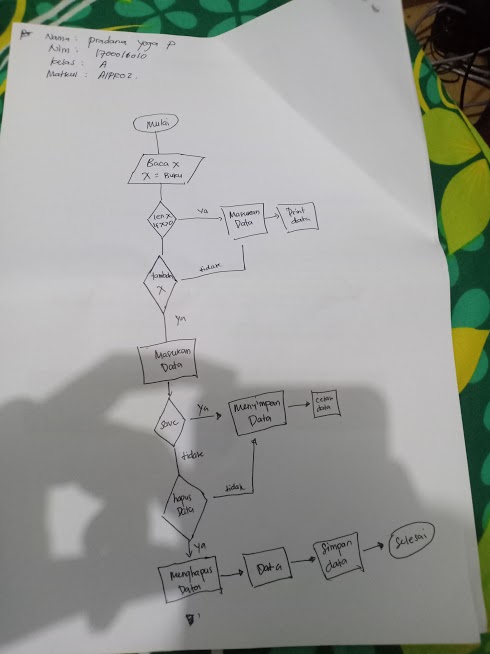 Nama : pradana yoga P
Nim : 1700016010
kelas : A
Matkul : AlPRO2.
Mulai
Baca X
X = Buku
len X
ya
Masukan
Data
Print
data
tambah
X
tidak
ya
Masukan
Data
save
Ya
Menyimpan
Data
cetak
data
tidak
hapus
Data
tidak
ya
Menghapus
Data
Data
Simpan
data
Selesai